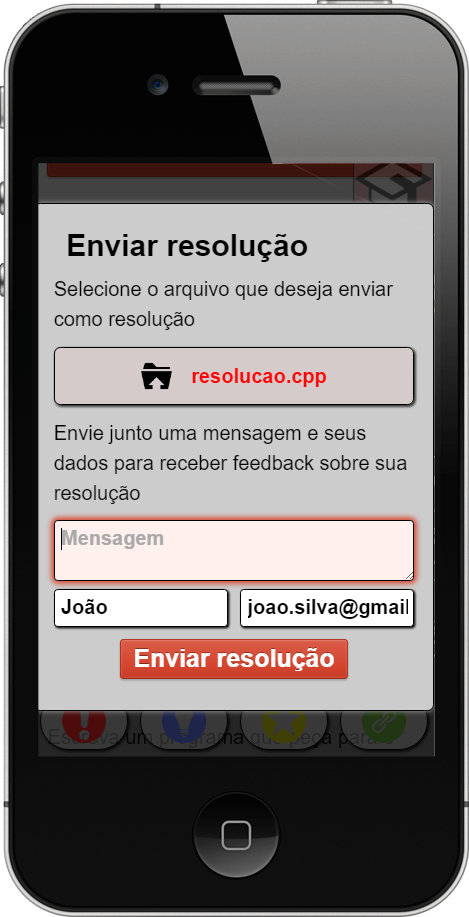 Enviar resolução
Selecione o arquivo que deseja enviar
como resolução
resolucao.cpp
Envie junto uma mensagem e seus
dados para receber feedback sobre sua
resolução
Mensagem
João joao.silva@gmail
Enviar resolução
Escreva um programa que peça para o